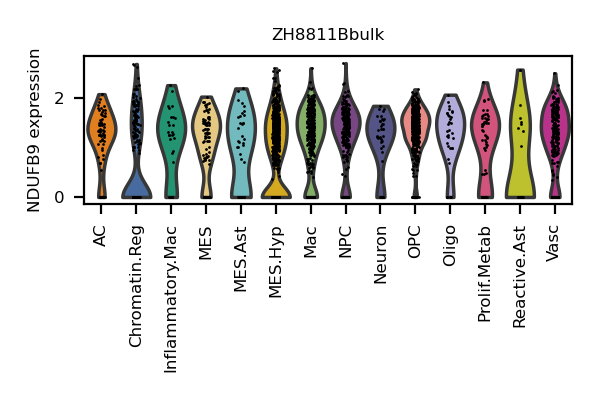 ZH8811Bbulk
NDUFB9 expression
2
0
AC
Chromatin.Reg
Inflammatory.Mac
MES
MES.Ast
MES.Hyp
Mac
NPC
Neuron
OPC
Oligo
Prolif.Metab
Reactive.Ast
Vasc